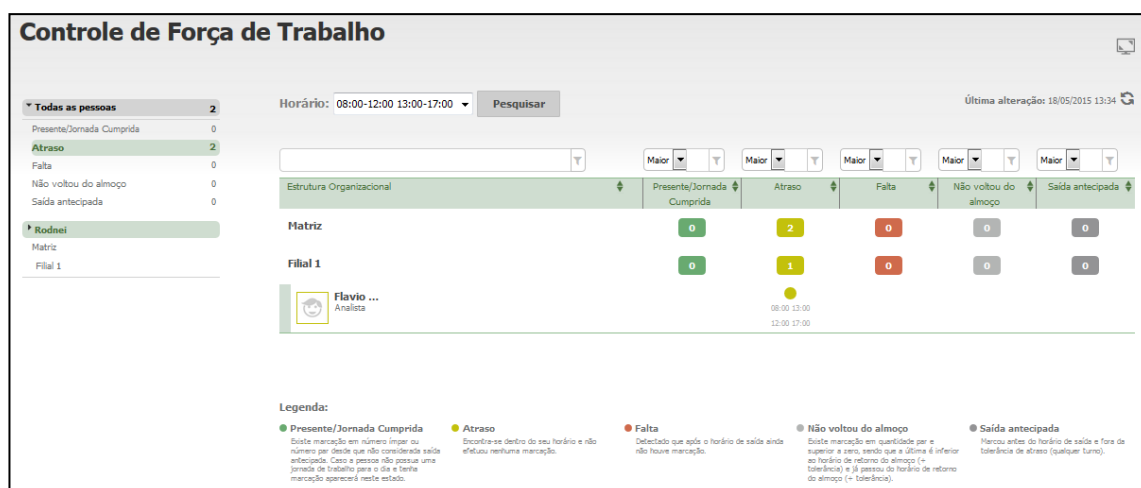 Controle de Força de Trabalho
Todas as pessoas 2
Presente/Jornada Cumprida 0
Atraso 2
Falta 0
Não voltou do almoço 0
Saída antecipada 0
Rodnei
Matriz
Filial 1
Horário: 08:00-12:00 13:00-17:00 Pesquisar
Última alteração: 18/05/2015 13:34
Maior Maior Maior Maior Maior
Estrutura Organizacional Presente/Jornada Cumprida Atraso Falta Não voltou do almoço Saída antecipada
Matriz 0 2 0 0 0
Filial 1 0 1 0 0 0
Flavio ...
Analista
08:00 13:00
12:00 17:00
Legenda:
Presente/Jornada Cumprida
Existe marcação em número ímpar ou
número par desde que não considerada saída
antecipada. Caso a pessoa não possua uma
jornada de trabalho para o dia e tenha
marcação aparecerá neste estado.
Atraso
Encontra-se dentro do seu horário e não
efetuou nenhuma marcação.
Falta
Detectado que após o horário de saída ainda
não houve marcação.
Não voltou do almoço
Existe marcação em quantidade par e
superior a zero, sendo que a última é inferior
ao horário de retorno do almoço (+
tolerância) e já passou do horário de retorno
do almoço (+ tolerância).
Saída antecipada
Marcou antes do horário de saída e fora da
tolerância de atraso (qualquer turno).